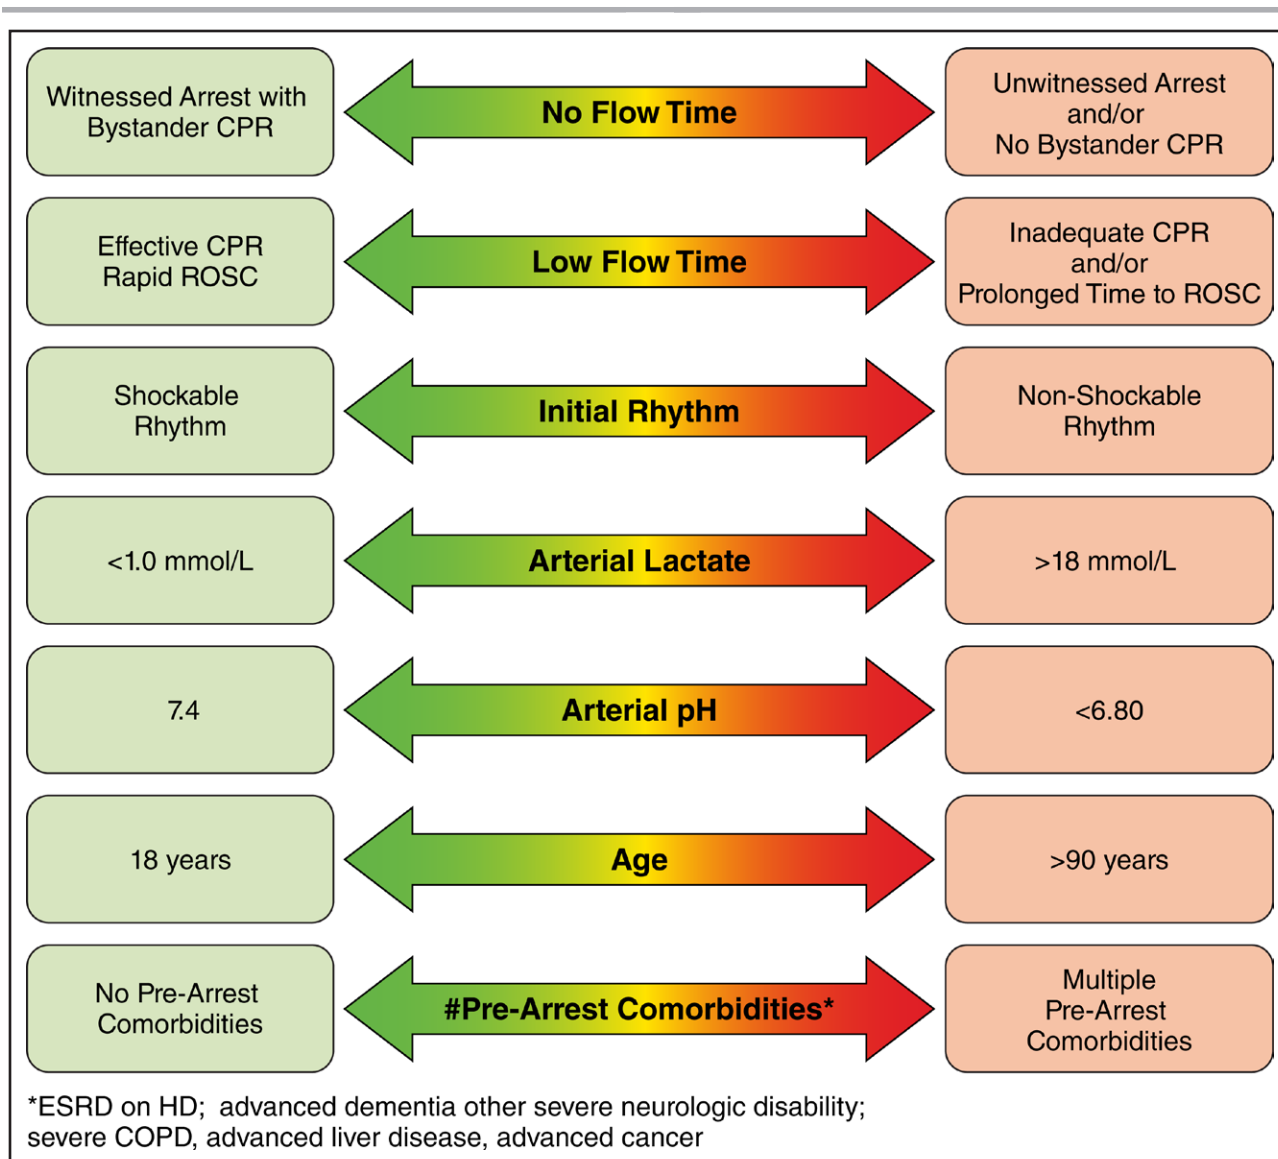 Witnessed Arrest with
Bystander CPR
No Flow Time
Unwitnessed Arrest
and/or
No Bystander CPR
Effective CPR
Rapid ROSC
Low Flow Time
Inadequate CPR
and/or
Prolonged Time to ROSC
Shockable
Rhythm
Initial Rhythm
Non-Shockable
Rhythm
<1.0 mmol/L
Arterial Lactate
>18 mmol/L
7.4
Arterial pH
<6.80
18 years
Age
>90 years
No Pre-Arrest
Comorbidities
#Pre-Arrest Comorbidities*
Multiple
Pre-Arrest
Comorbidities
*ESRD on HD; advanced dementia other severe neurologic disability;
severe COPD, advanced liver disease, advanced cancer